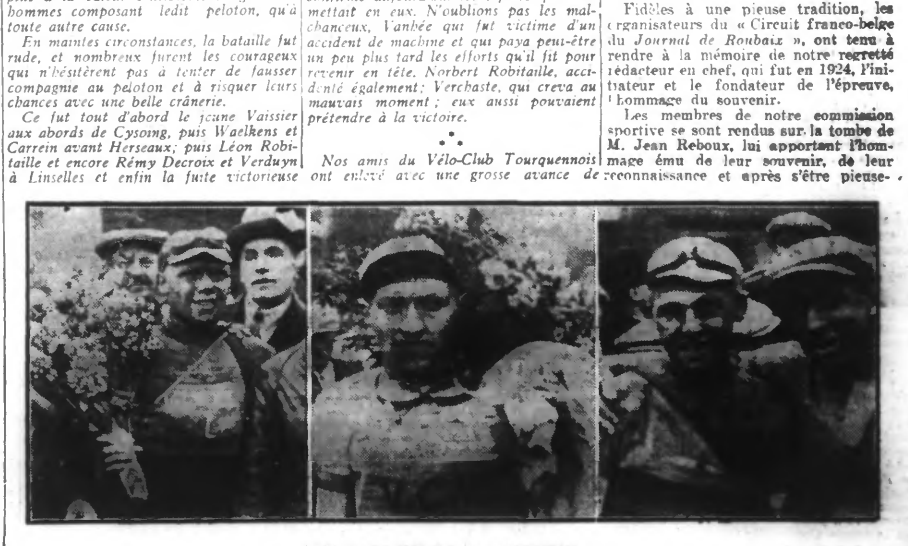 hommes composant ledit peloton, qu'à
toute autre cause.
En maintes circonstances, la bataille fut
rude, et nombreux furent les courageux
qui n'hésitèrent pas à tenter de fausser
compagnie au peloton et à risquer leurs
chances avec une belle crânerie.
Ce fut tout d'abord le jeune Vaissier
aux abords de Cysoing, puis Waelkens et
Carrein avant Herseaux; puis Léon Robi-
taille et encore Rémy Decroix et Verduyn
à Linselles et enfin la fuite victorieuse
mettait en eux. N'oublions pas les mal-
chanceux, Vanhée qui fut victime d'un
accident de machine et qui paya peut-être
un peu plus tard les efforts qu'il fit pour
revenir en tête. Norbert Robitaille, acci-
denté également; Verchaste, qui creva au
mauvais moment; eux aussi pouvaient
prétendre à la victoire.
Nos amis du Vélo-Club Tourquennois
ont enlevé avec une grosse avance de
Fidèles à une pieuse tradition, les
organisateurs du « Circuit franco-belge
du Journal de Roubaix », ont tenu à
rendre à la mémoire de notre regretté
rédacteur en chef, qui fut en 1924, l'ini-
tiateur et le fondateur de l'épreuve,
l'hommage du souvenir.
Les membres de notre commission
sportive se sont rendus sur la tombe de
M. Jean Reboux, lui apportant l'hom-
mage ému de leur souvenir, de leur
reconnaissance et après s'être pieuse-